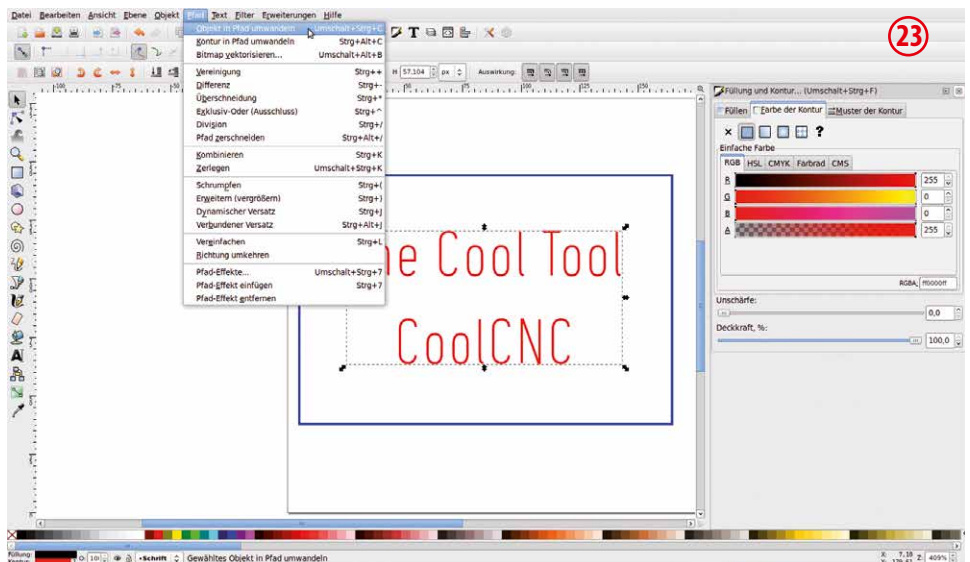 Datei Bearbeiten Ansicht Ebene Objekt Pfad Text Filter Erweiterungen Hilfe
23
Objekt in Pfad umwandeln Umschalt+Strg+C
Kontur in Pfad umwandeln Strg+Alt+C
Bitmap vektorisieren... Umschalt+Alt+B
Vereinigung Strg++
Differenz Strg+-
Überschneidung Strg+*
Exklusiv-Oder (Ausschluss) Strg+^
Division Strg+/
Pfad zerschneiden Strg+Alt+/
Kombinieren Strg+K
Zerlegen Umschalt+Strg+K
Schrumpfen Strg+(
Erweitern (vergrößern) Strg+)
Dynamischer Versatz Strg+J
Verbundener Versatz Strg+Alt+J
Vereinfachen Strg+L
Richtung umkehren
Pfad-Effekte... Umschalt+Strg+7
Pfad-Effekt einfügen Strg+7
Pfad-Effekt entfernen
H 57.104 px Auswirkung:
Füllung und Kontur... (Umschalt+Strg+F)
Füllen Farbe der Kontur Muster der Kontur
?
Einfache Farbe
RGB HSL CMYK Farbrad CMS
R 255
G 0
B 0
A 255
RGBA: ff0000ff
Unschärfe:
0,0
Deckkraft, %:
100,0
he Cool Tool
CoolCNC
Füllung:
Kontur:
Schrift Gewähltes Objekt in Pfad umwandeln
X: 7.18
Z: 409%